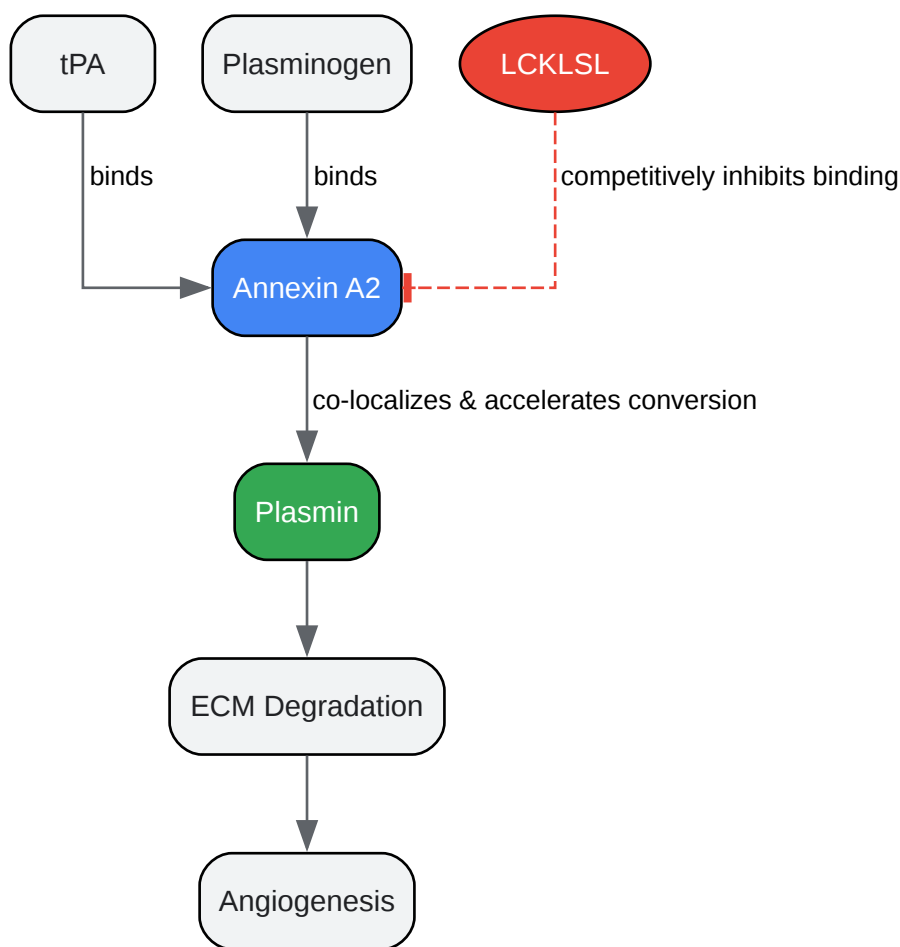 tPA
Plasminogen
LCKLSL
binds
binds
competitively inhibits binding
Annexin A2
co-localizes & accelerates conversion
Plasmin
ECM Degradation
Angiogenesis